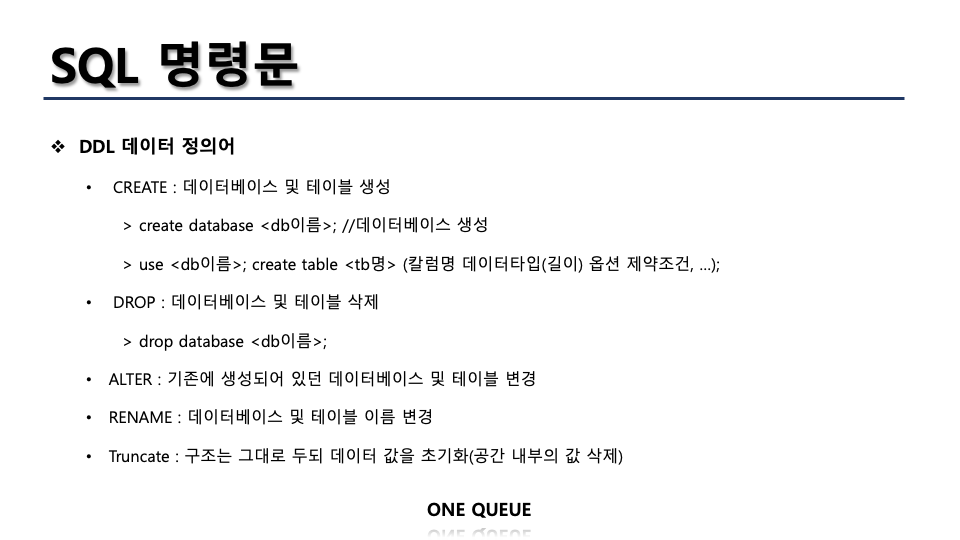 SQL 명령문
❖ DDL 데이터 정의어
• CREATE : 데이터베이스 및 테이블 생성
> create database <db이름>; //데이터베이스 생성
> use <db이름>; create table <tb명> (칼럼명 데이터타입(길이) 옵션 제약조건, ...);
• DROP : 데이터베이스 및 테이블 삭제
> drop database <db이름>;
• ALTER : 기존에 생성되어 있던 데이터베이스 및 테이블 변경
• RENAME : 데이터베이스 및 테이블 이름 변경
• Truncate : 구조는 그대로 두되 데이터 값을 초기화(공간 내부의 값 삭제)
ONE QUEUE